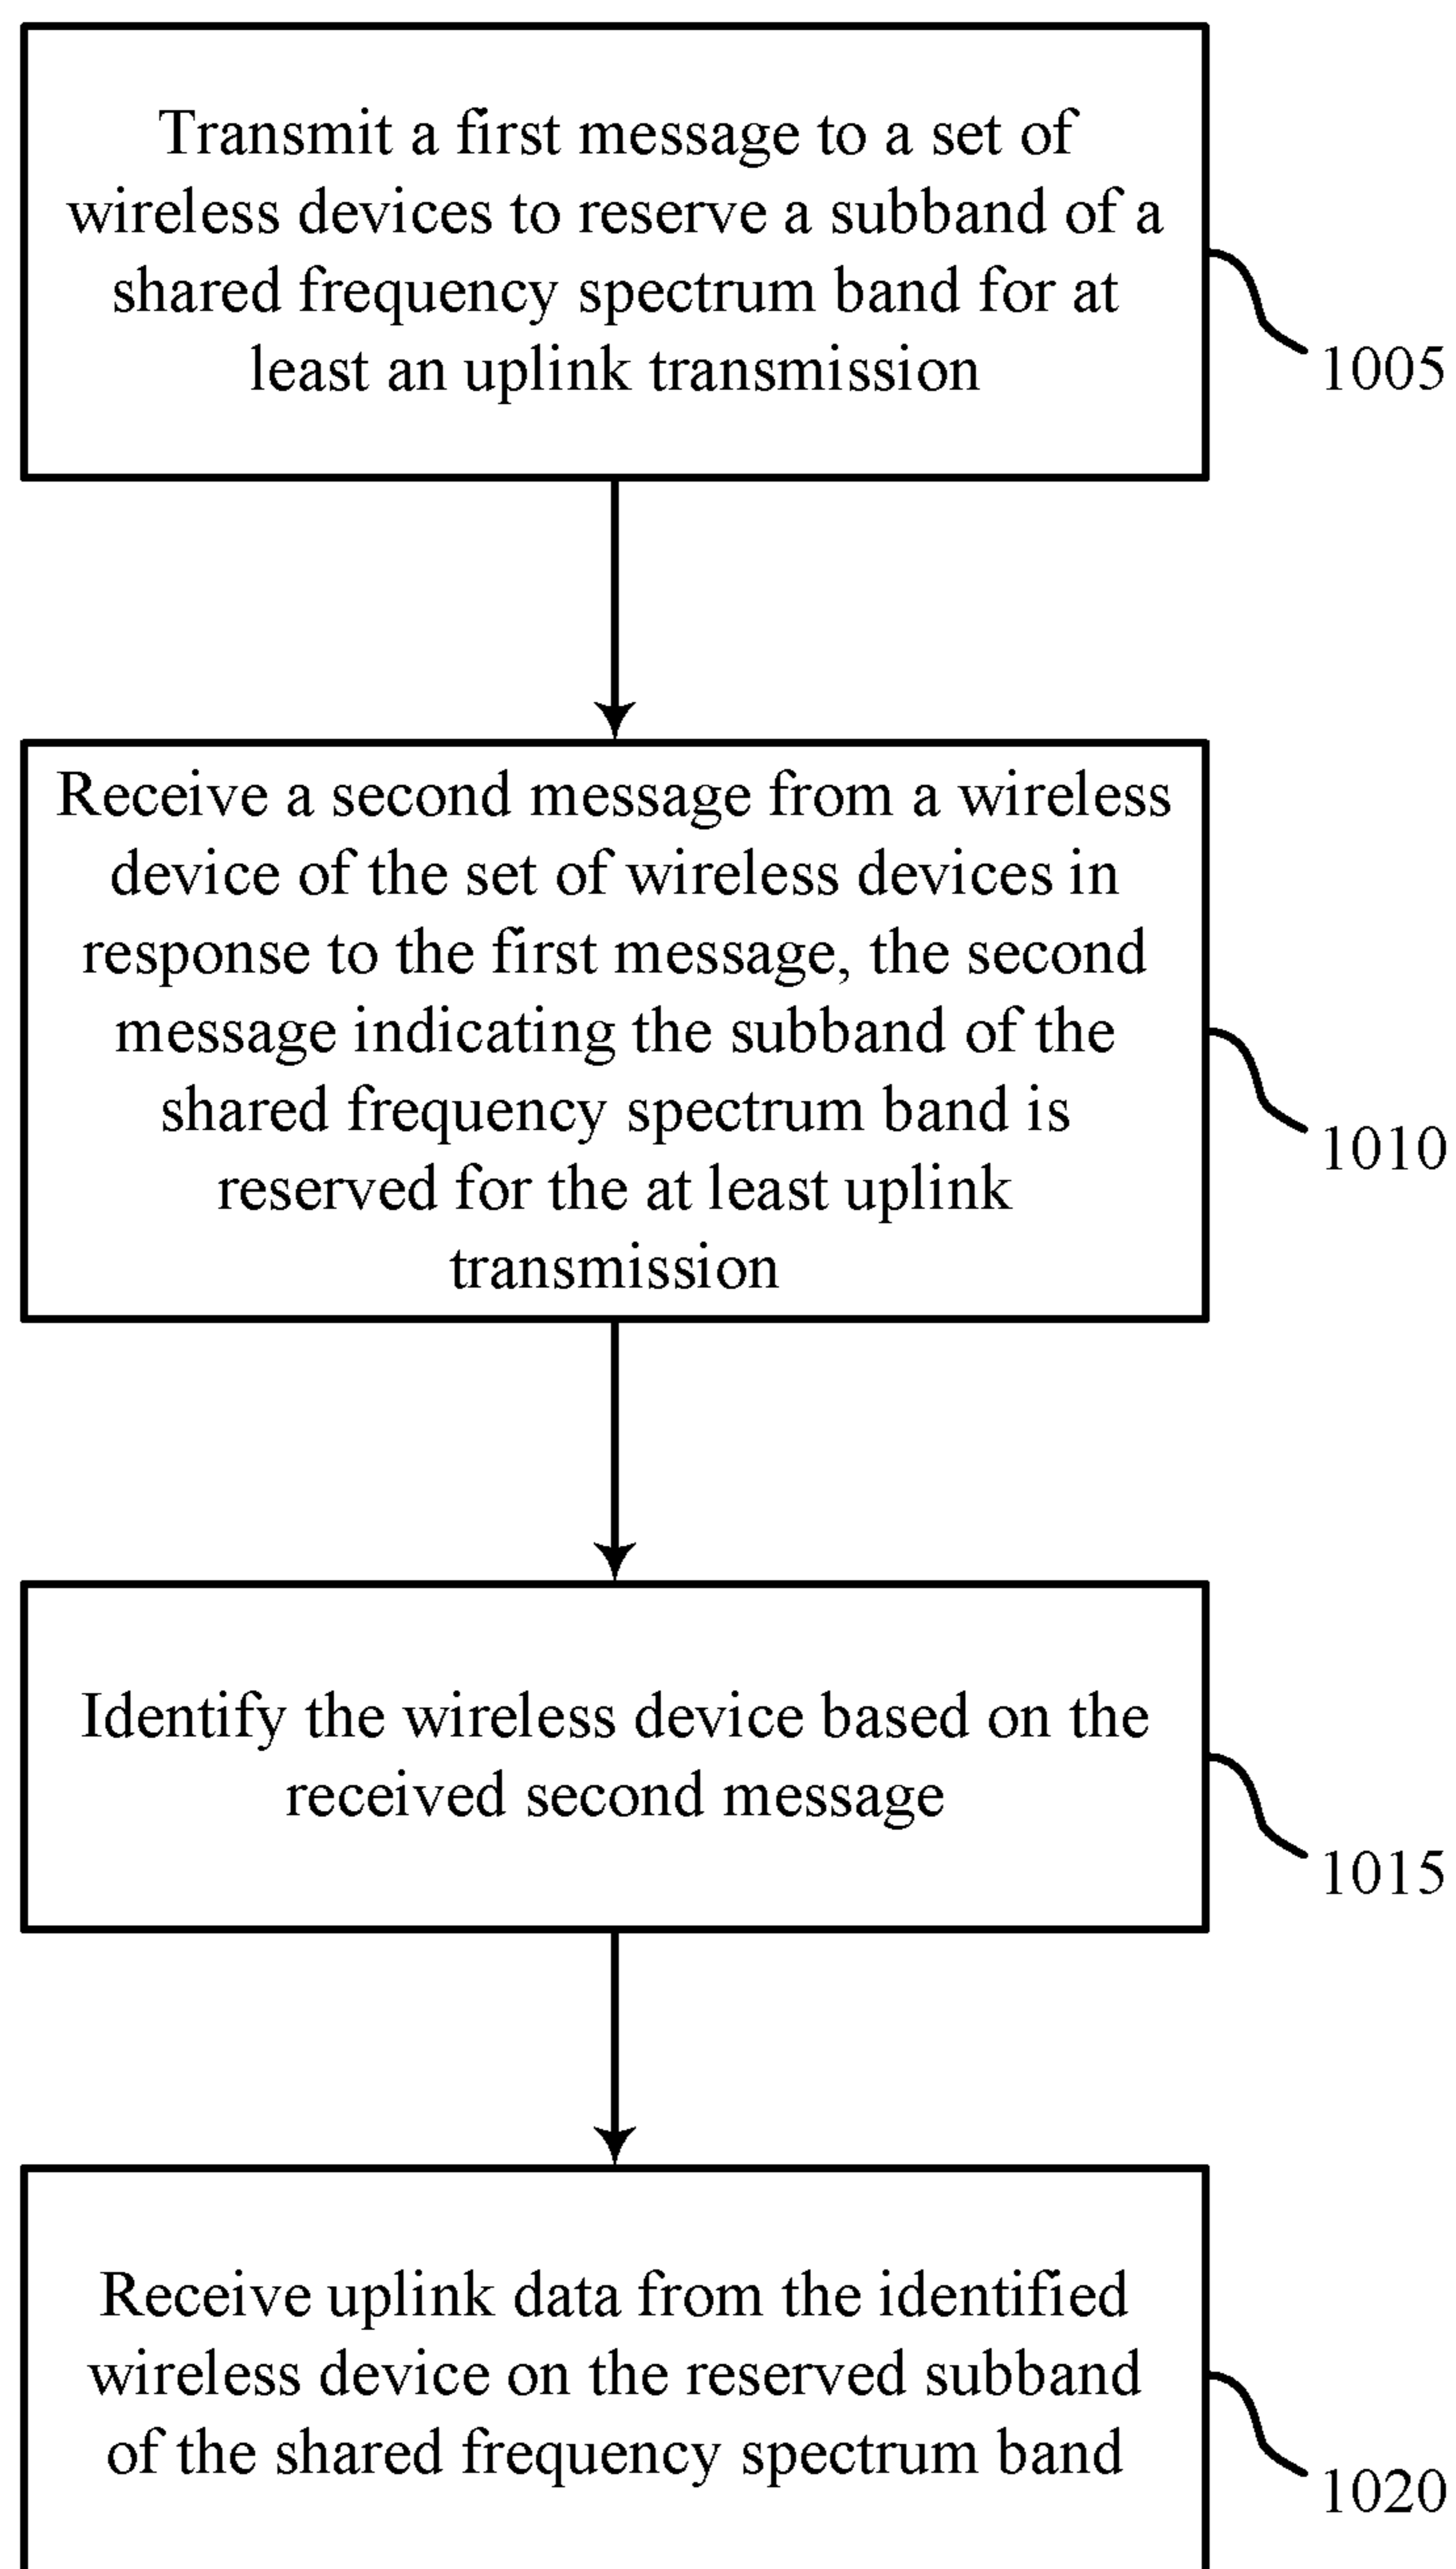 Transmit a first message to a set of
wireless devices to reserve a subband of a
shared frequency spectrum band for at
least an uplink transmission
1005
Receive a second message from a wireless
device of the set of wireless devices in
response to the first message, the second
message indicating the subband of the
shared frequency spectrum band is
reserved for the at least uplink
transmission
1010
Identify the wireless device based on the
received second message
1015
Receive uplink data from the identified
wireless device on the reserved subband
of the shared frequency spectrum band
1020